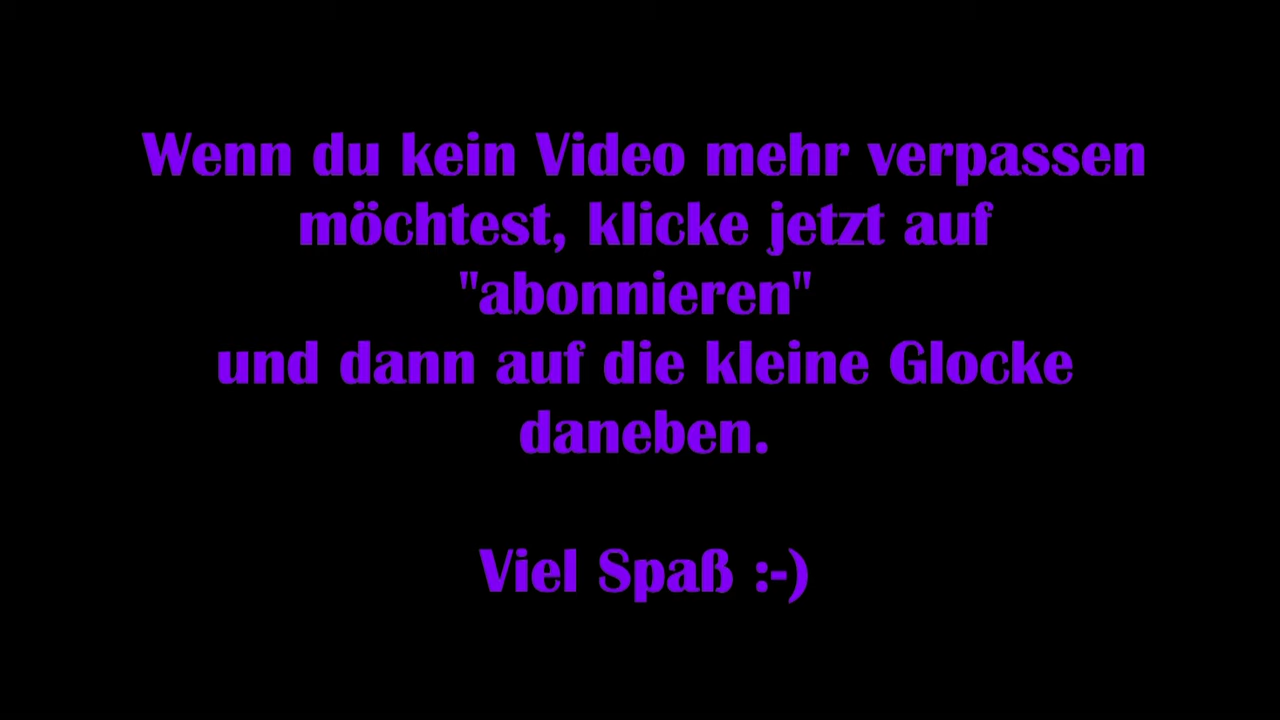 Wenn du kein Video mehr verpassen
möchtest, klicke jetzt auf
"abonnieren"
und dann auf die kleine Glocke
daneben.
Viel Spaß :-)